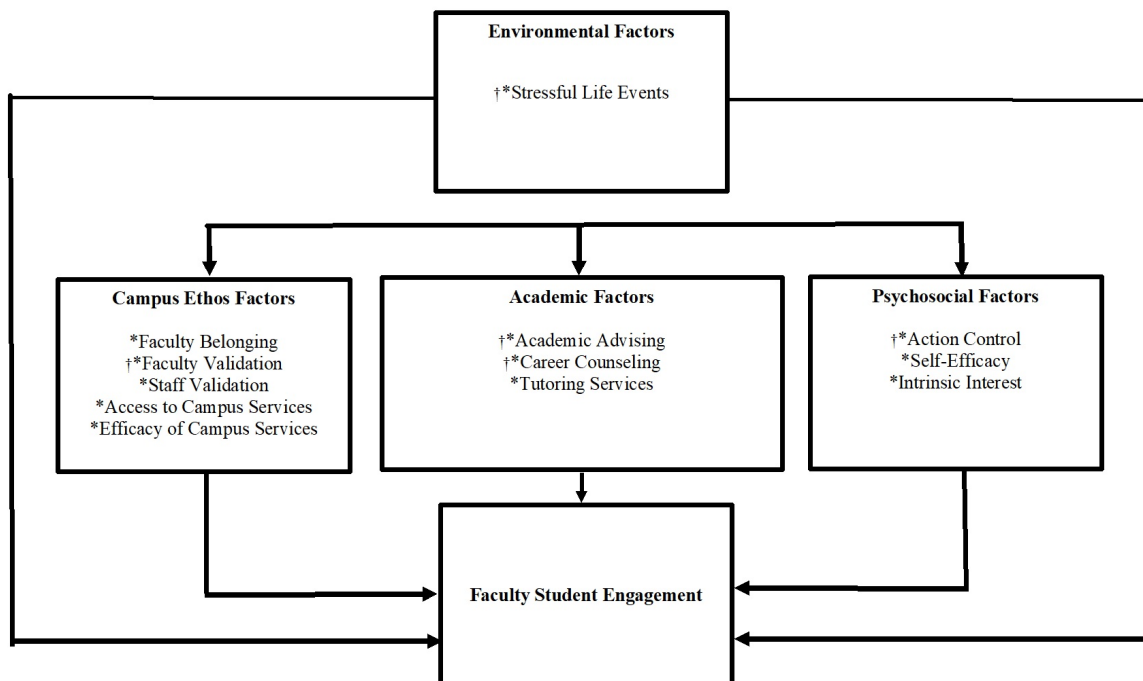 Environmental Factors
†*Stressful Life Events
Campus Ethos Factors
*Faculty Belonging
†*Faculty Validation
*Staff Validation
*Access to Campus Services
*Efficacy of Campus Services
Academic Factors
†*Academic Advising
†*Career Counseling
*Tutoring Services
Psychosocial Factors
†*Action Control
*Self-Efficacy
*Intrinsic Interest
Faculty Student Engagement